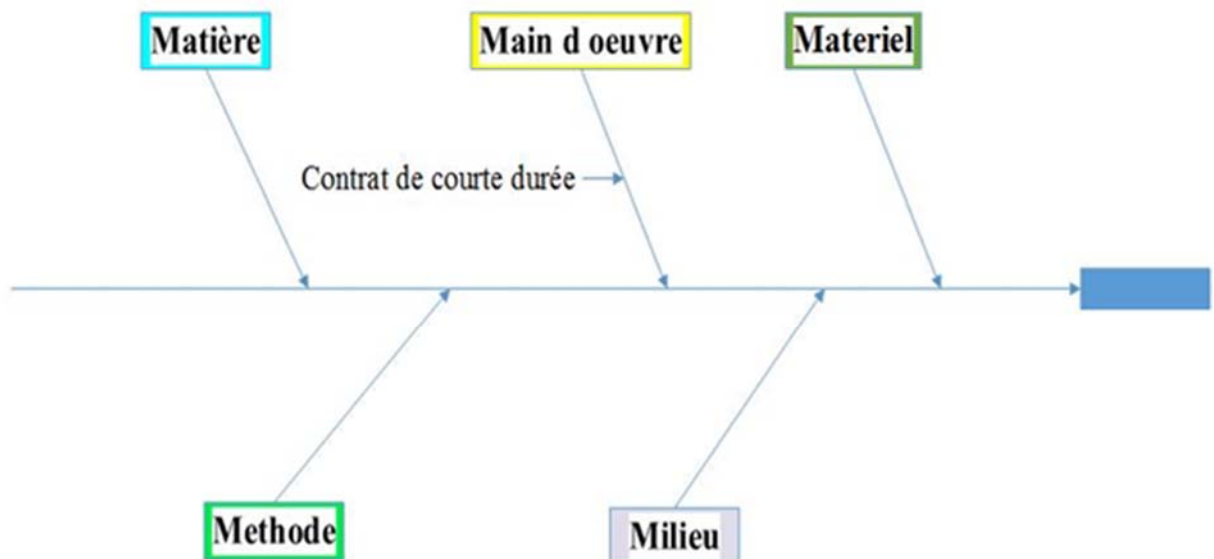 Matière
Main d oeuvre
Materiel
Contrat de courte durée
Methode
Milieu